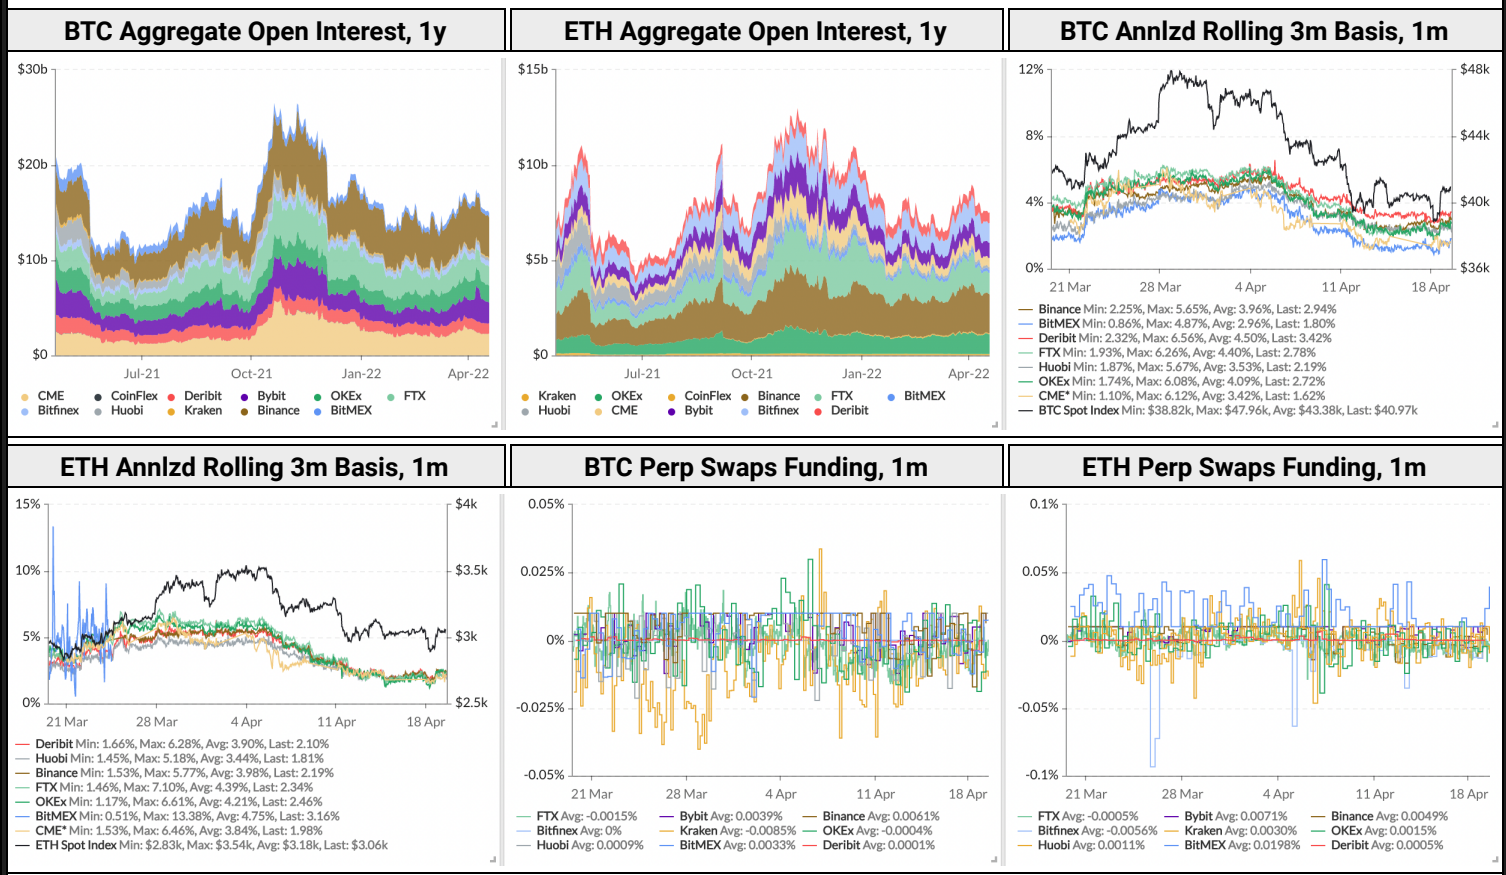 BTC Aggregate Open Interest, 1y
$30b
$20b
$10b
$0
Jul-21 Oct-21 Jan-22 Apr-22
CME CoinFlex Deribit Bybit OKEx FTX
Bitfinex Huobi Kraken Binance BitMEX
ETH Aggregate Open Interest, 1y
$15b
$10b
$5b
$0
Jul-21 Oct-21 Jan-22 Apr-22
Kraken OKEx CoinFlex Binance FTX BitMEX
Huobi CME Bybit Bitfinex Deribit
BTC Annlzd Rolling 3m Basis, 1m
12% $48k
8% $44k
4% $40k
0% $36k
21 Mar 28 Mar 4 Apr 11 Apr 18 Apr
Binance Min: 2.25%, Max: 5.65%, Avg: 3.96%, Last: 2.94%
BitMEX Min: 0.86%, Max: 4.87%, Avg: 2.96%, Last: 1.80%
Deribit Min: 2.32%, Max: 6.56%, Avg: 4.50%, Last: 3.42%
FTX Min: 1.93%, Max: 6.26%, Avg: 4.40%, Last: 2.78%
Huobi Min: 1.87%, Max: 5.67%, Avg: 3.53%, Last: 2.19%
OKEx Min: 1.74%, Max: 6.08%, Avg: 4.09%, Last: 2.72%
CME* Min: 1.10%, Max: 6.12%, Avg: 3.42%, Last: 1.62%
BTC Spot Index Min: $38.82k, Max: $47.96k, Avg: $43.38k, Last: $40.97k
ETH Annlzd Rolling 3m Basis, 1m
15% $4k
10% $3.5k
5% $3k
0% $2.5k
21 Mar 28 Mar 4 Apr 11 Apr 18 Apr
Deribit Min: 1.66%, Max: 6.28%, Avg: 3.90%, Last: 2.10%
Huobi Min: 1.45%, Max: 5.18%, Avg: 3.44%, Last: 1.81%
Binance Min: 1.53%, Max: 5.77%, Avg: 3.98%, Last: 2.19%
FTX Min: 1.46%, Max: 7.10%, Avg: 4.39%, Last: 2.34%
OKEx Min: 1.17%, Max: 6.61%, Avg: 4.21%, Last: 2.46%
BitMEX Min: 0.51%, Max: 13.38%, Avg: 4.75%, Last: 3.16%
CME* Min: 1.53%, Max: 6.46%, Avg: 3.84%, Last: 1.98%
ETH Spot Index Min: $2.83k, Max: $3.54k, Avg: $3.18k, Last: $3.06k
BTC Perp Swaps Funding, 1m
0.05%
0.025%
0%
-0.025%
-0.05%
21 Mar 28 Mar 4 Apr 11 Apr 18 Apr
FTX Avg: -0.0015% Bybit Avg: 0.0039% Binance Avg: 0.0061%
Bitfinex Avg: 0% Kraken Avg: -0.0085% OKEx Avg: -0.0004%
Huobi Avg: 0.0009% BitMEX Avg: 0.0033% Deribit Avg: 0.0001%
ETH Perp Swaps Funding, 1m
0.1%
0.05%
0%
-0.05%
-0.1%
21 Mar 28 Mar 4 Apr 11 Apr 18 Apr
FTX Avg: -0.0005% Bybit Avg: 0.0071% Binance Avg: 0.0049%
Bitfinex Avg: -0.0056% Kraken Avg: 0.0030% OKEx Avg: 0.0015%
Huobi Avg: 0.0011% BitMEX Avg: 0.0198% Deribit Avg: 0.0005%